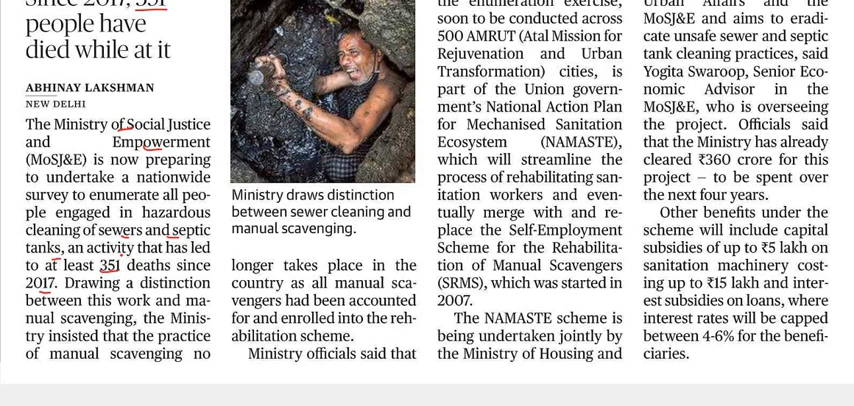 Since 2017, 351
people have
died while at it
ABHINAY LAKSHMAN
NEW DELHI
The Ministry of Social Justice
and Empowerment
(MoSJ&E) is now preparing
to undertake a nationwide
survey to enumerate all peo-
ple engaged in hazardous
cleaning of sewers and septic
tanks, an activity that has led
to at least 351 deaths since
2017. Drawing a distinction
between this work and ma-
nual scavenging, the Minis-
try insisted that the practice
of manual scavenging no
Ministry draws distinction
between sewer cleaning and
manual scavenging.
longer takes place in the
country as all manual sca-
vengers had been accounted
for and enrolled into the reh-
abilitation scheme.
Ministry officials said that
the enumeration exercise,
soon to be conducted across
500 AMRUT (Atal Mission for
Rejuvenation and Urban
Transformation) cities, is
part of the Union govern-
ment's National Action Plan
for Mechanised Sanitation
Ecosystem (NAMASTE),
which will streamline the
process of rehabilitating san-
itation workers and even-
tually merge with and re-
place the Self-Employment
Scheme for the Rehabilita-
tion of Manual Scavengers
(SRMS), which was started in
2007.
The NAMASTE scheme is
being undertaken jointly by
the Ministry of Housing and
Urban Affairs and the
MoSJ&E and aims to eradi-
cate unsafe sewer and septic
tank cleaning practices, said
Yogita Swaroop, Senior Eco-
nomic Advisor in the
MoSJ&E, who is overseeing
the project. Officials said
that the Ministry has already
cleared ₹360 crore for this
project – to be spent over
the next four years.
Other benefits under the
scheme will include capital
subsidies of up to ₹5 lakh on
sanitation machinery cost-
ing up to ₹15 lakh and inter-
est subsidies on loans, where
interest rates will be capped
between 4-6% for the benefi-
ciaries.